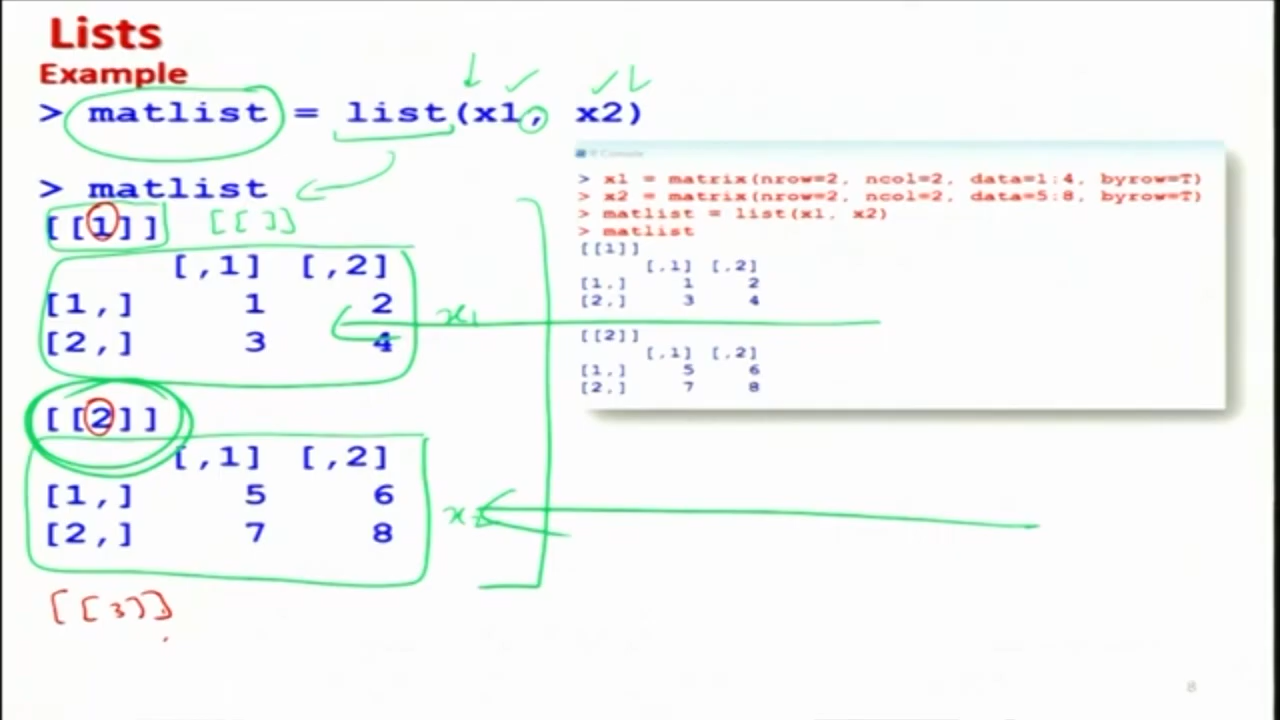 Lists
Example
> matlist = list(x1, x2)
> matlist
[[1]] [[ ]]
[,1] [,2]
[1,] 1 2
[2,] 3 4
x1
[[2]]
[,1] [,2]
[1,] 5 6
[2,] 7 8
x2
[[3]]
R Console
> x1 = matrix(nrow=2, ncol=2, data=1:4, byrow=T)
> x2 = matrix(nrow=2, ncol=2, data=5:8, byrow=T)
> matlist = list(x1, x2)
> matlist
[[1]]
[,1] [,2]
[1,] 1 2
[2,] 3 4
[[2]]
[,1] [,2]
[1,] 5 6
[2,] 7 8
8